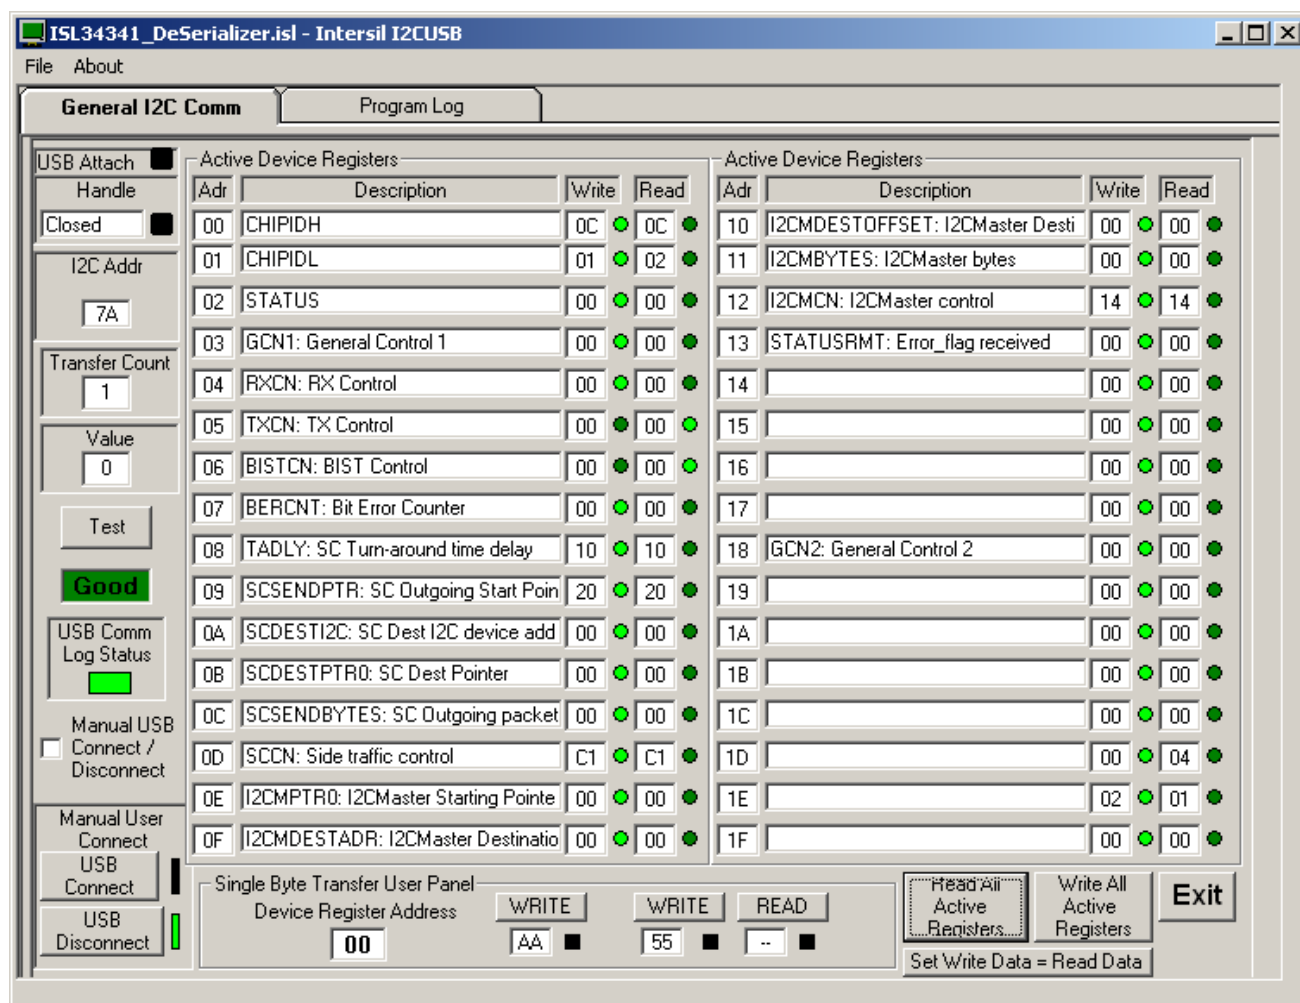 ISL34341_DeSerializer.isl - Intersil I2CUSB
File About
General I2C Comm Program Log
USB Attach
Handle
Closed
I2C Addr
7A
Transfer Count
1
Value
0
Test
Good
USB Comm
Log Status
Manual USB
Connect /
Disconnect
Manual User
Connect
USB
Connect
USB
Disconnect
Active Device Registers
Adr Description Write Read
00 CHIPIDH 0C 0C
01 CHIPIDL 01 02
02 STATUS 00 00
03 GCN1: General Control 1 00 00
04 RXCN: RX Control 00 00
05 TXCN: TX Control 00 00
06 BISTCN: BIST Control 00 00
07 BERCNT: Bit Error Counter 00 00
08 TADLY: SC Turn-around time delay 10 10
09 SCSENDPTR: SC Outgoing Start Poin 20 20
0A SCDESTI2C: SC Dest I2C device add 00 00
0B SCDESTPTR0: SC Dest Pointer 00 00
0C SCSENDBYTES: SC Outgoing packet 00 00
0D SCCN: Side traffic control C1 C1
0E I2CMPTR0: I2CMaster Starting Pointe 00 00
0F I2CMDESTADR: I2CMaster Destinatio 00 00
Active Device Registers
Adr Description Write Read
10 I2CMDESTOFFSET: I2CMaster Desti 00 00
11 I2CMBYTES: I2CMaster bytes 00 00
12 I2CMCN: I2CMaster control 14 14
13 STATUSRMT: Error_flag received 00 00
14 00 00
15 00 00
16 00 00
17 00 00
18 GCN2: General Control 2 00 00
19 00 00
1A 00 00
1B 00 00
1C 00 00
1D 00 04
1E 02 01
1F 00 00
Single Byte Transfer User Panel
Device Register Address
00
WRITE
AA
WRITE
55
READ
--
Read All
Active
Registers
Write All
Active
Registers
Exit
Set Write Data = Read Data